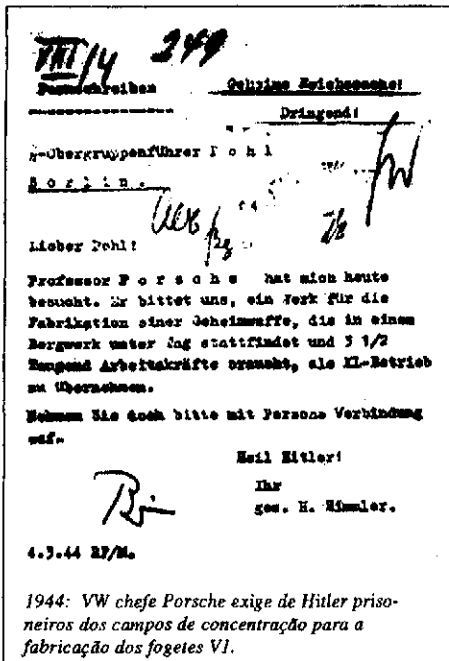 VIII/4 249
Fernschreiben Geheime Reichssache!
Dringend!
-Obergruppenführer P o h l
B e r l i n .
Lieber Pohl!
Professor P o r s c h e hat mich heute
besucht. Er bittet uns, ein Werk für die
Fabrikation einer Geheimwaffe, die in einem
Bergwerk unter Tag stattfindet und 3 1/2
Tausend Arbeitskräfte braucht, als KL-Betrieb
zu übernehmen.
Nehmen Sie doch bitte mit Porsche Verbindung
auf.
Heil Hitler!
Ihr
gez. H. Himmler.
4.3.44 RF/M.
1944: VW chefe Porsche exige de Hitler priso-
neiros dos campos de concentração para a
fabricação dos fogetes V1.